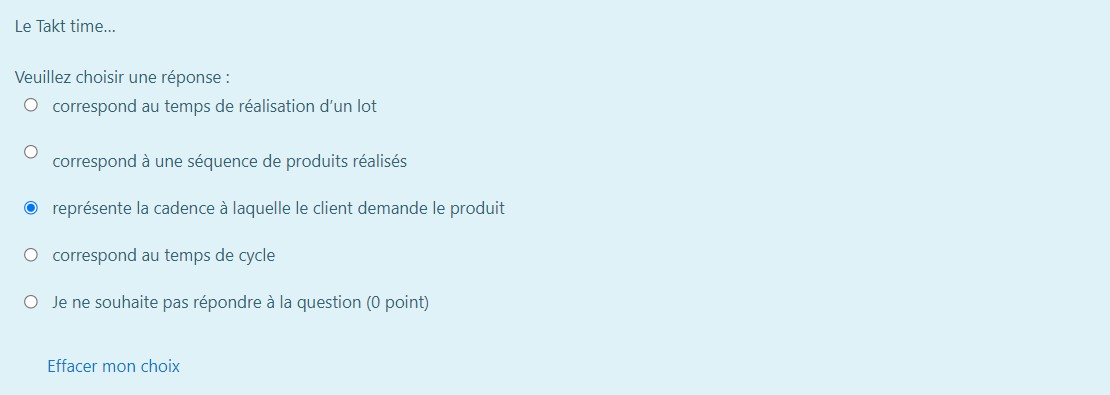 Le Takt time...
Veuillez choisir une réponse :
correspond au temps de réalisation d’un lot
correspond à une séquence de produits réalisés
représente la cadence à laquelle le client demande le produit
correspond au temps de cycle
Je ne souhaite pas répondre à la question (0 point)
Effacer mon choix